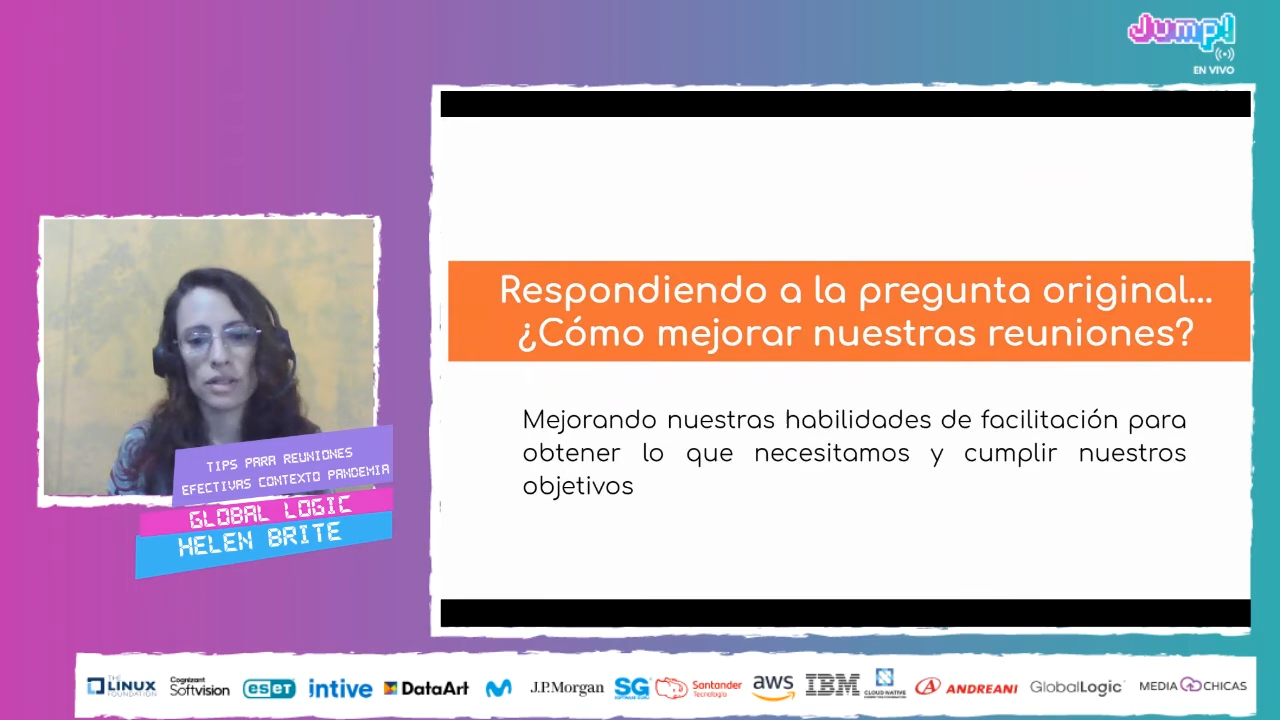 Jump!
EN VIVO
Respondiendo a la pregunta original...
¿Cómo mejorar nuestras reuniones?
Mejorando nuestras habilidades de facilitación para
obtener lo que necesitamos y cumplir nuestros
objetivos
TIPS PARA REUNIONES
EFECTIVAS CONTEXTO PANDEMIA
GLOBAL LOGIC
HELEN BRITE
THE LINUX FOUNDATION
Cognizant Softvision
eseT
intive
DataArt
J.P.Morgan
SG
Santander Tecnología
aws
IBM
CLOUD NATIVE
ANDREANI
GlobalLogic
MEDIA CHICAS